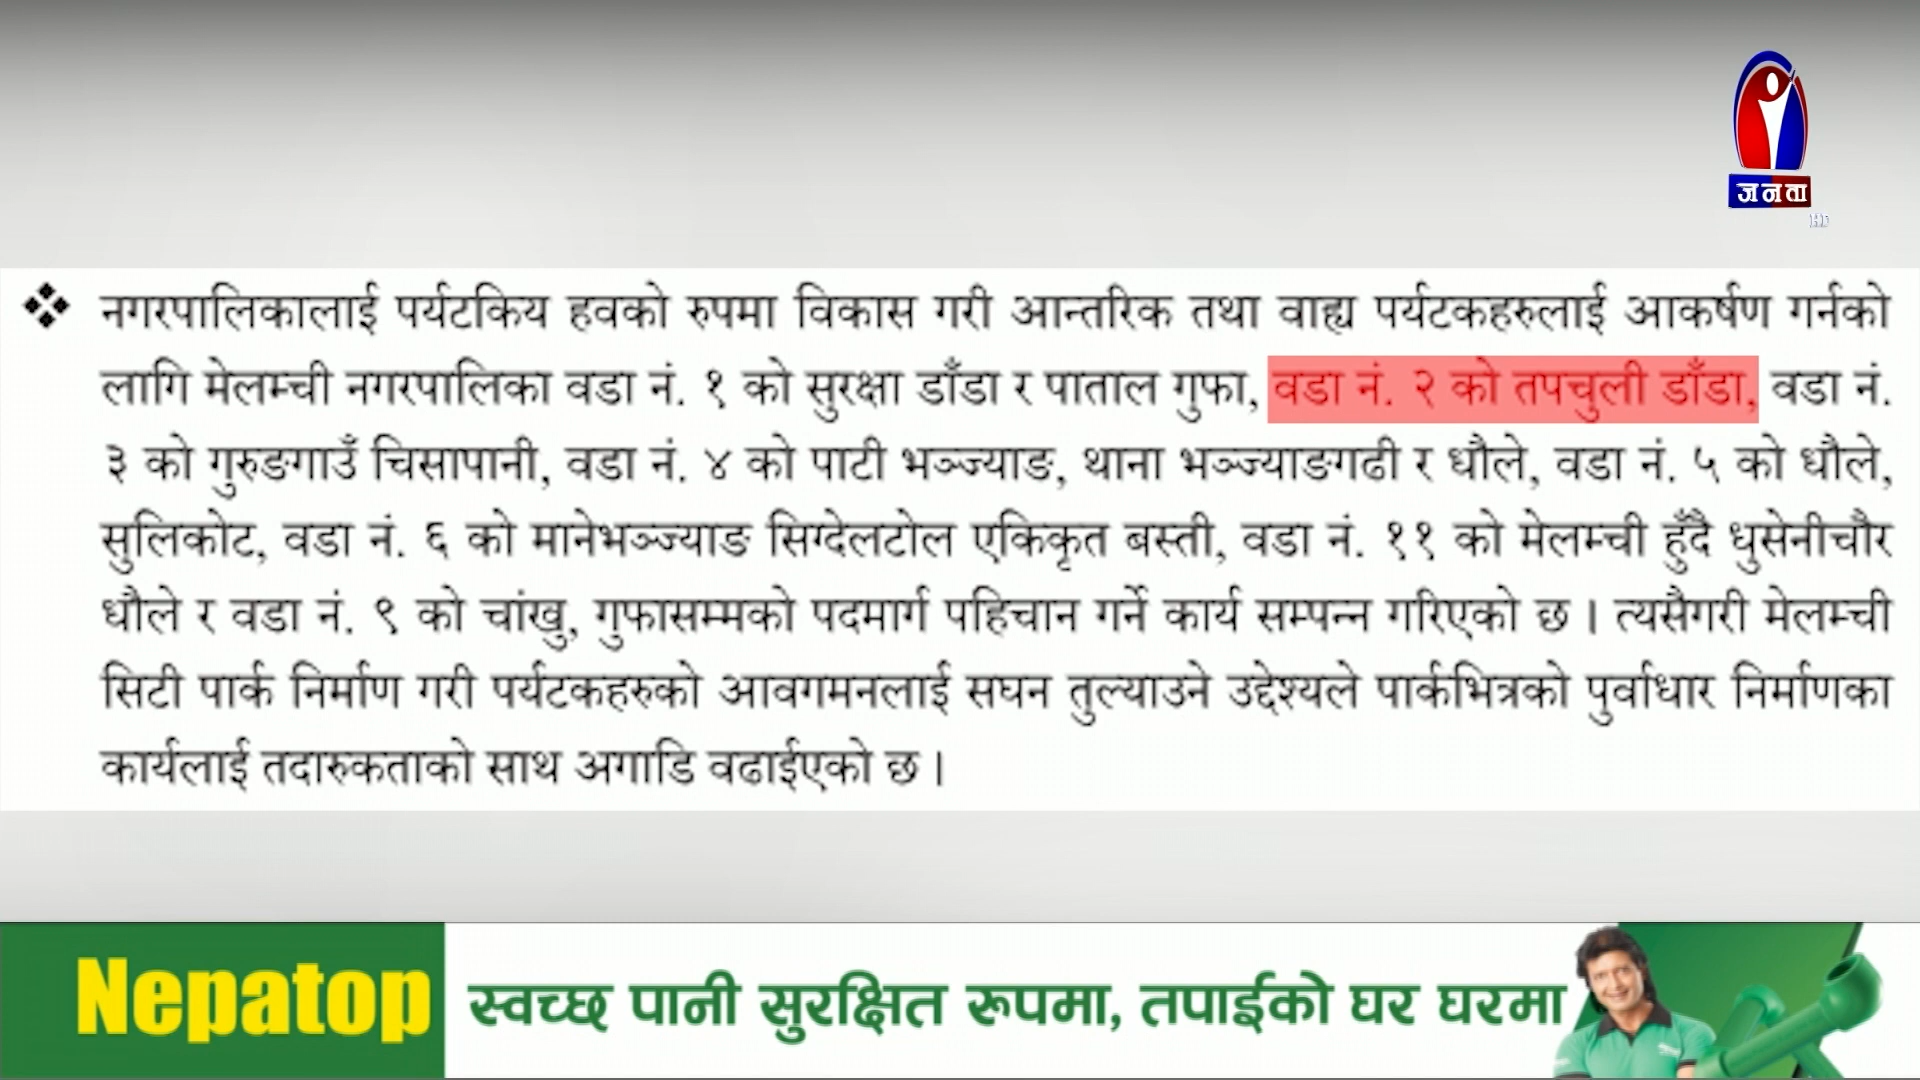 जनता
HD
❖ नगरपालिकालाई पर्यटकिय हवको रुपमा विकास गरी आन्तरिक तथा वाह्य पर्यटकहरुलाई आकर्षण गर्नको
लागि मेलम्ची नगरपालिका वडा नं. १ को सुरक्षा डाँडा र पाताल गुफा, वडा नं. २ को तपचुली डाँडा, वडा नं.
३ को गुरुङगाउँ चिसापानी, वडा नं. ४ को पाटी भञ्ज्याङ, थाना भञ्ज्याङगढी र धौले, वडा नं. ५ को धौले,
सुलिकोट, वडा नं. ६ को मानेभञ्ज्याङ सिग्देलटोल एकिकृत बस्ती, वडा नं. ११ को मेलम्ची हुँदै धुसेनीचौर
धौले र वडा नं. ९ को चांखु, गुफासम्मको पदमार्ग पहिचान गर्ने कार्य सम्पन्न गरिएको छ । त्यसैगरी मेलम्ची
सिटी पार्क निर्माण गरी पर्यटकहरुको आवगमनलाई सघन तुल्याउने उद्देश्यले पार्कभित्रको पुर्वाधार निर्माणका
कार्यलाई तदारुकताको साथ अगाडि वढाईएको छ ।
Nepatop स्वच्छ पानी सुरक्षित रूपमा, तपाईको घर घरमा